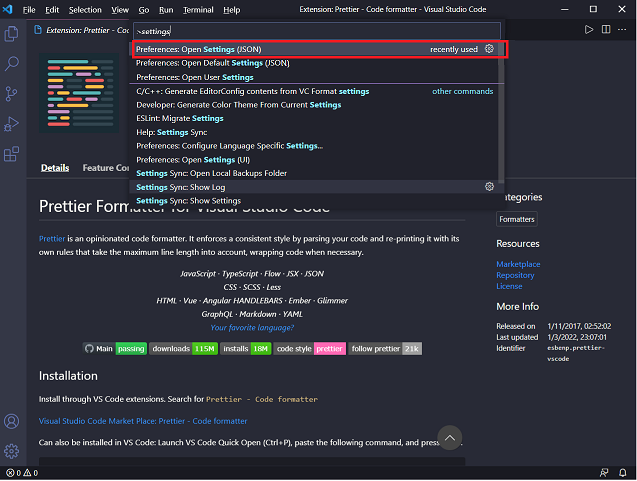 File Edit Selection View Go Run Terminal Help Extension: Prettier - Code formatter - Visual Studio Code
Extension: Prettier - Co
>settings
Preferences: Open Settings (JSON) recently used
Preferences: Open Default Settings (JSON)
Preferences: Open User Settings
C/C++: Generate EditorConfig contents from VC Format settings other commands
Developer: Generate Color Theme From Current Settings
ESLint: Migrate Settings
Help: Settings Sync
Preferences: Configure Language Specific Settings...
Preferences: Open Settings (UI)
Settings Sync: Open Local Backups Folder
Settings Sync: Show Log
Settings Sync: Show Settings
Details Feature Con
Prettier Formatter for Visual Studio Code
Prettier is an opinionated code formatter. It enforces a consistent style by parsing your code and re-printing it with its
own rules that take the maximum line length into account, wrapping code when necessary.
JavaScript · TypeScript · Flow · JSX · JSON
CSS · SCSS · Less
HTML · Vue · Angular HANDLEBARS · Ember · Glimmer
GraphQL · Markdown · YAML
Your favorite language?
Main passing downloads 115M installs 18M code style prettier follow prettier 21k
Installation
Install through VS Code extensions. Search for Prettier - Code formatter
Visual Studio Code Market Place: Prettier - Code formatter
Can also be installed in VS Code: Launch VS Code Quick Open (Ctrl+P), paste the following command, and press
Categories
Formatters
Resources
Marketplace
Repository
License
More Info
Released on 1/11/2017, 02:52:02
Last updated 1/3/2022, 23:07:01
Identifier esbenp.prettier-
vscode
0 0